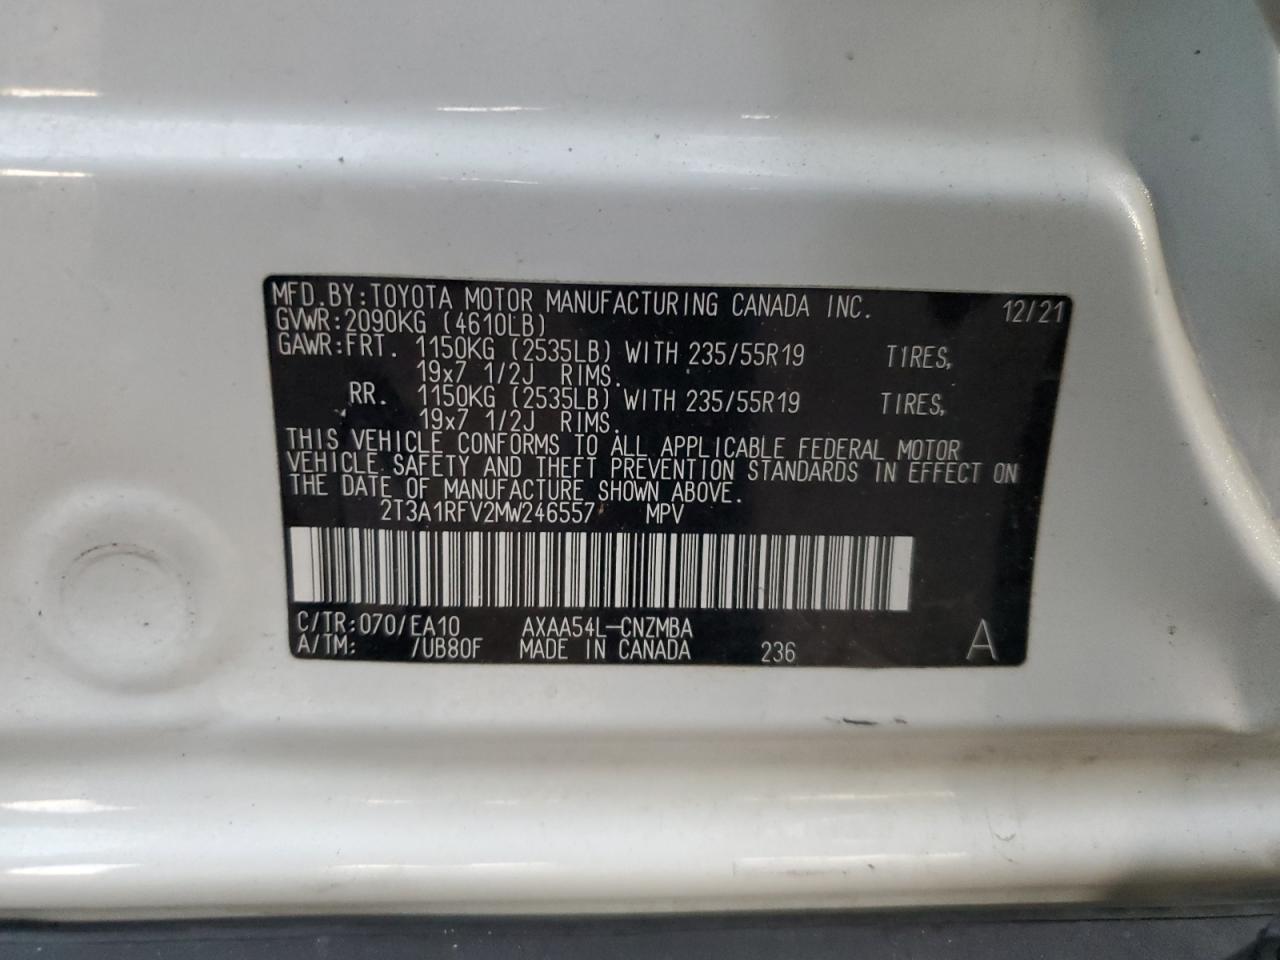 MFD.BY:TOYOTA MOTOR MANUFACTURING CANADA INC. 12/21
GVWR:2090KG (4610LB)
GAWR:FRT. 1150KG (2535LB) WITH 235/55R19 TIRES,
19x7 1/2J RIMS.
RR. 1150KG (2535LB) WITH 235/55R19 TIRES,
19x7 1/2J RIMS.
THIS VEHICLE CONFORMS TO ALL APPLICABLE FEDERAL MOTOR
VEHICLE SAFETY AND THEFT PREVENTION STANDARDS IN EFFECT ON
THE DATE OF MANUFACTURE SHOWN ABOVE.
2T3A1RFV2MW246557 MPV
C/TR:070/EA10 AXAA54L-CNZMBA
A/TM: /UB80F MADE IN CANADA 236 A